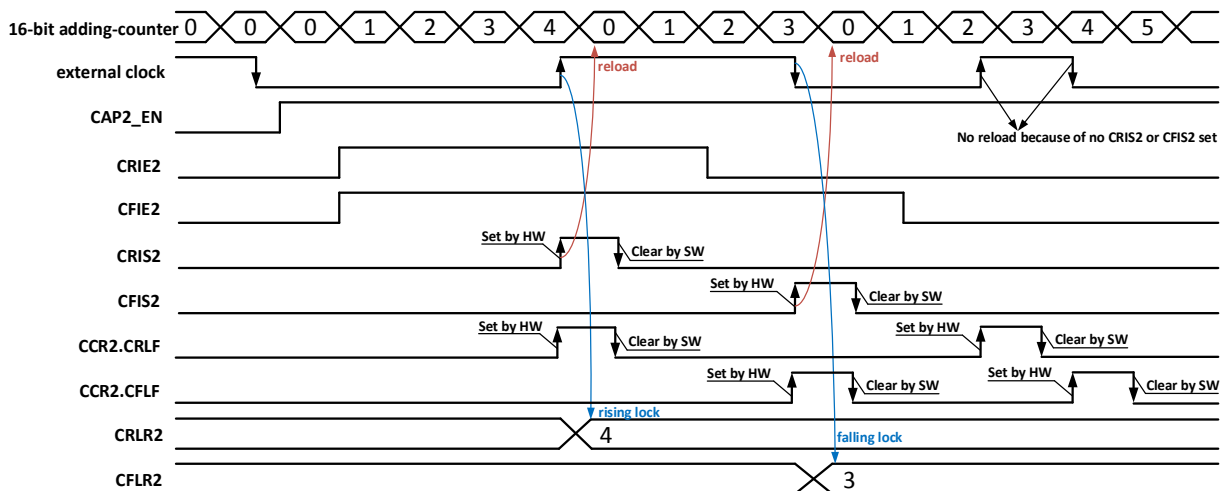 16-bit adding-counter 0 0 0 1 2 3 4 0 1 2 3 0 1 2 3 4 5
external clock
reload
reload
CAP2_EN
No reload because of no CRIS2 or CFIS2 set
CRIE2
CFIE2
CRIS2
Set by HW
Clear by SW
CFIS2
Set by HW
Clear by SW
CCR2.CRLF
Set by HW
Clear by SW
Set by HW
Clear by SW
CCR2.CFLF
Set by HW
Clear by SW
Set by HW
Clear by SW
CRLR2
4
rising lock
falling lock
CFLR2
3